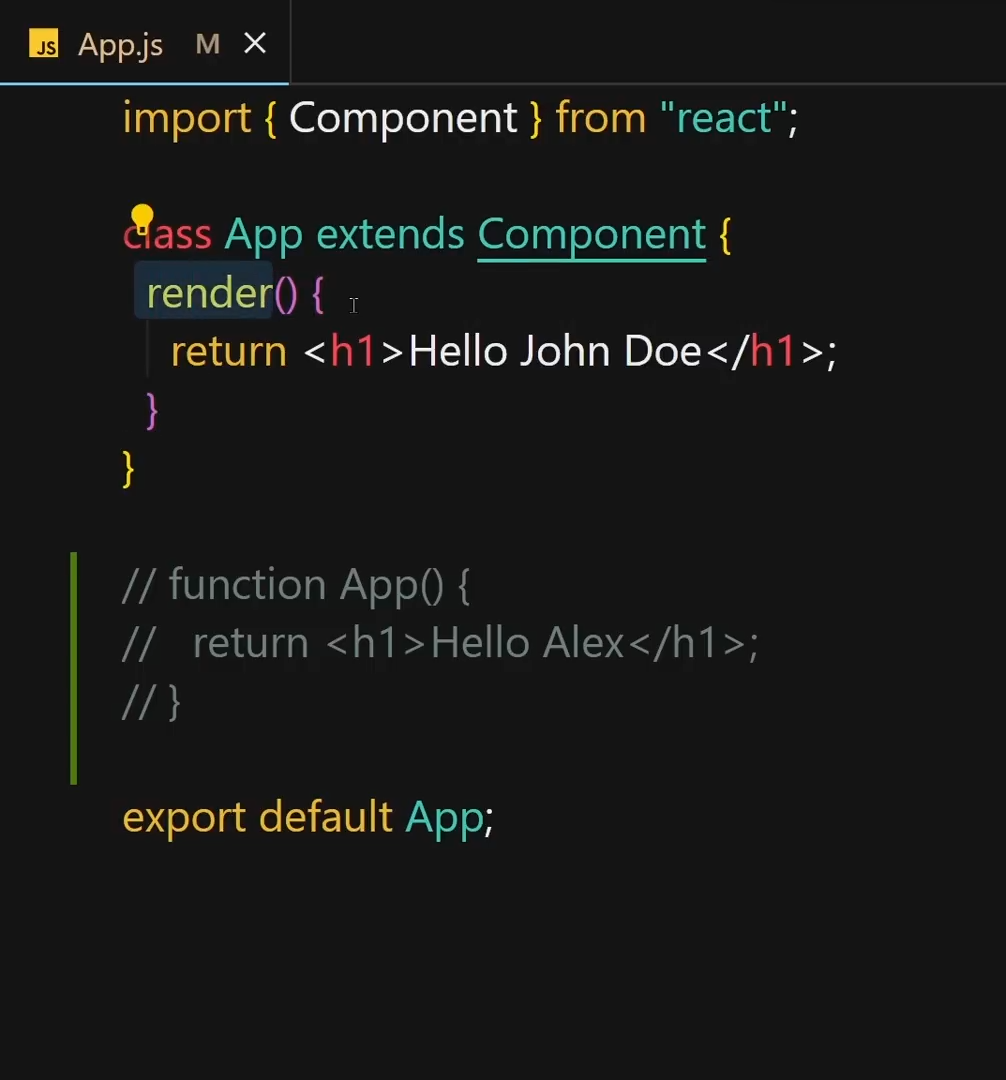 JS App.js M
import { Component } from "react";
class App extends Component {
render() {
return <h1>Hello John Doe</h1>;
}
}
// function App() {
// return <h1>Hello Alex</h1>;
// }
export default App;